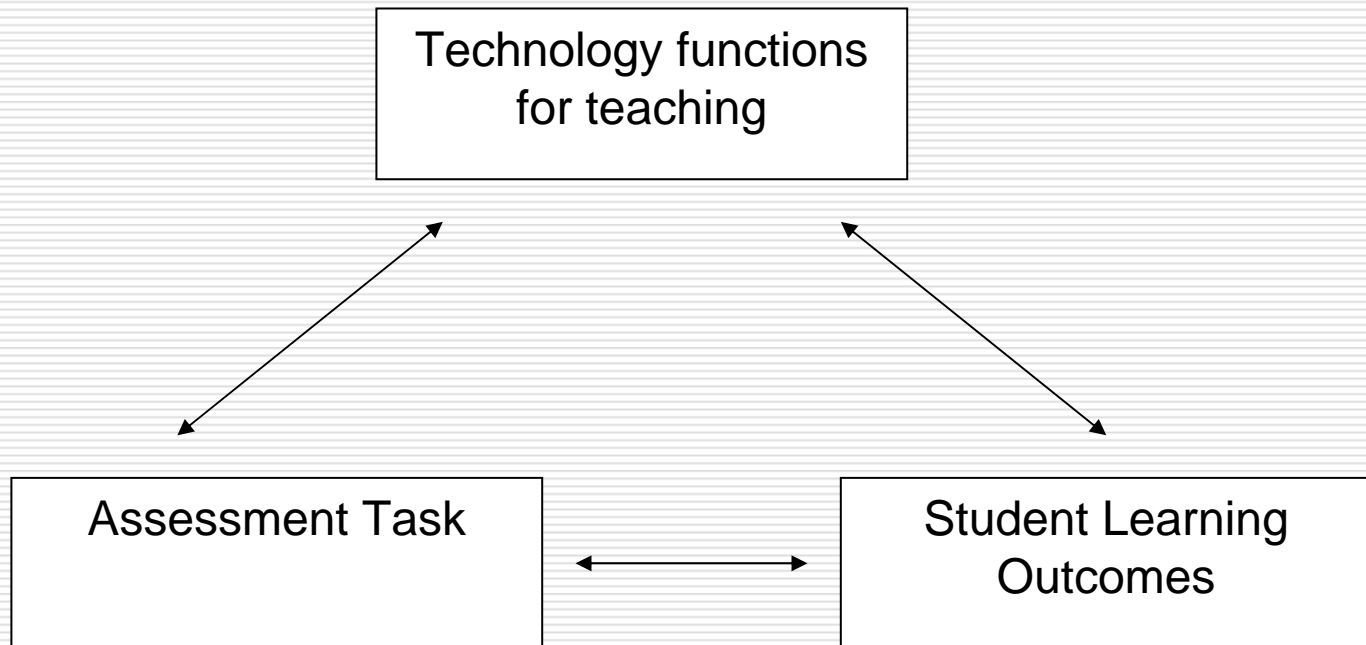 Technology functions
for teaching
Assessment Task
Student Learning
Outcomes